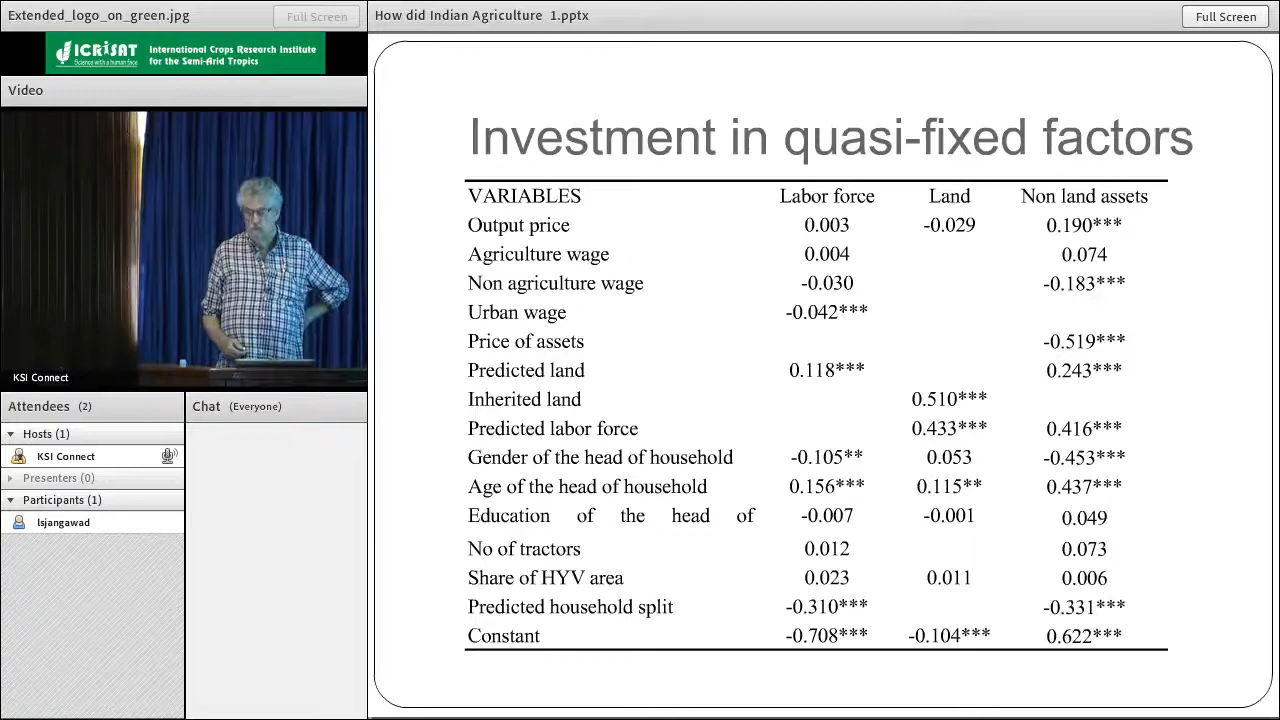 Extended_logo_on_green.jpg
Full Screen
How did Indian Agriculture 1.pptx
Full Screen
ICRISAT
Science with a human face
International Crops Research Institute
for the Semi-Arid Tropics
Video
KSI Connect
Attendees (2)
Hosts (1)
KSI Connect
Presenters (0)
Participants (1)
lsjangawad
Chat (Everyone)
Investment in quasi-fixed factors
VARIABLES Labor force Land Non land assets
Output price 0.003 -0.029 0.190***
Agriculture wage 0.004 0.074
Non agriculture wage -0.030 -0.183***
Urban wage -0.042***
Price of assets -0.519***
Predicted land 0.118*** 0.243***
Inherited land 0.510***
Predicted labor force 0.433*** 0.416***
Gender of the head of household -0.105** 0.053 -0.453***
Age of the head of household 0.156*** 0.115** 0.437***
Education of the head of -0.007 -0.001 0.049
No of tractors 0.012 0.073
Share of HYV area 0.023 0.011 0.006
Predicted household split -0.310*** -0.331***
Constant -0.708*** -0.104*** 0.622***